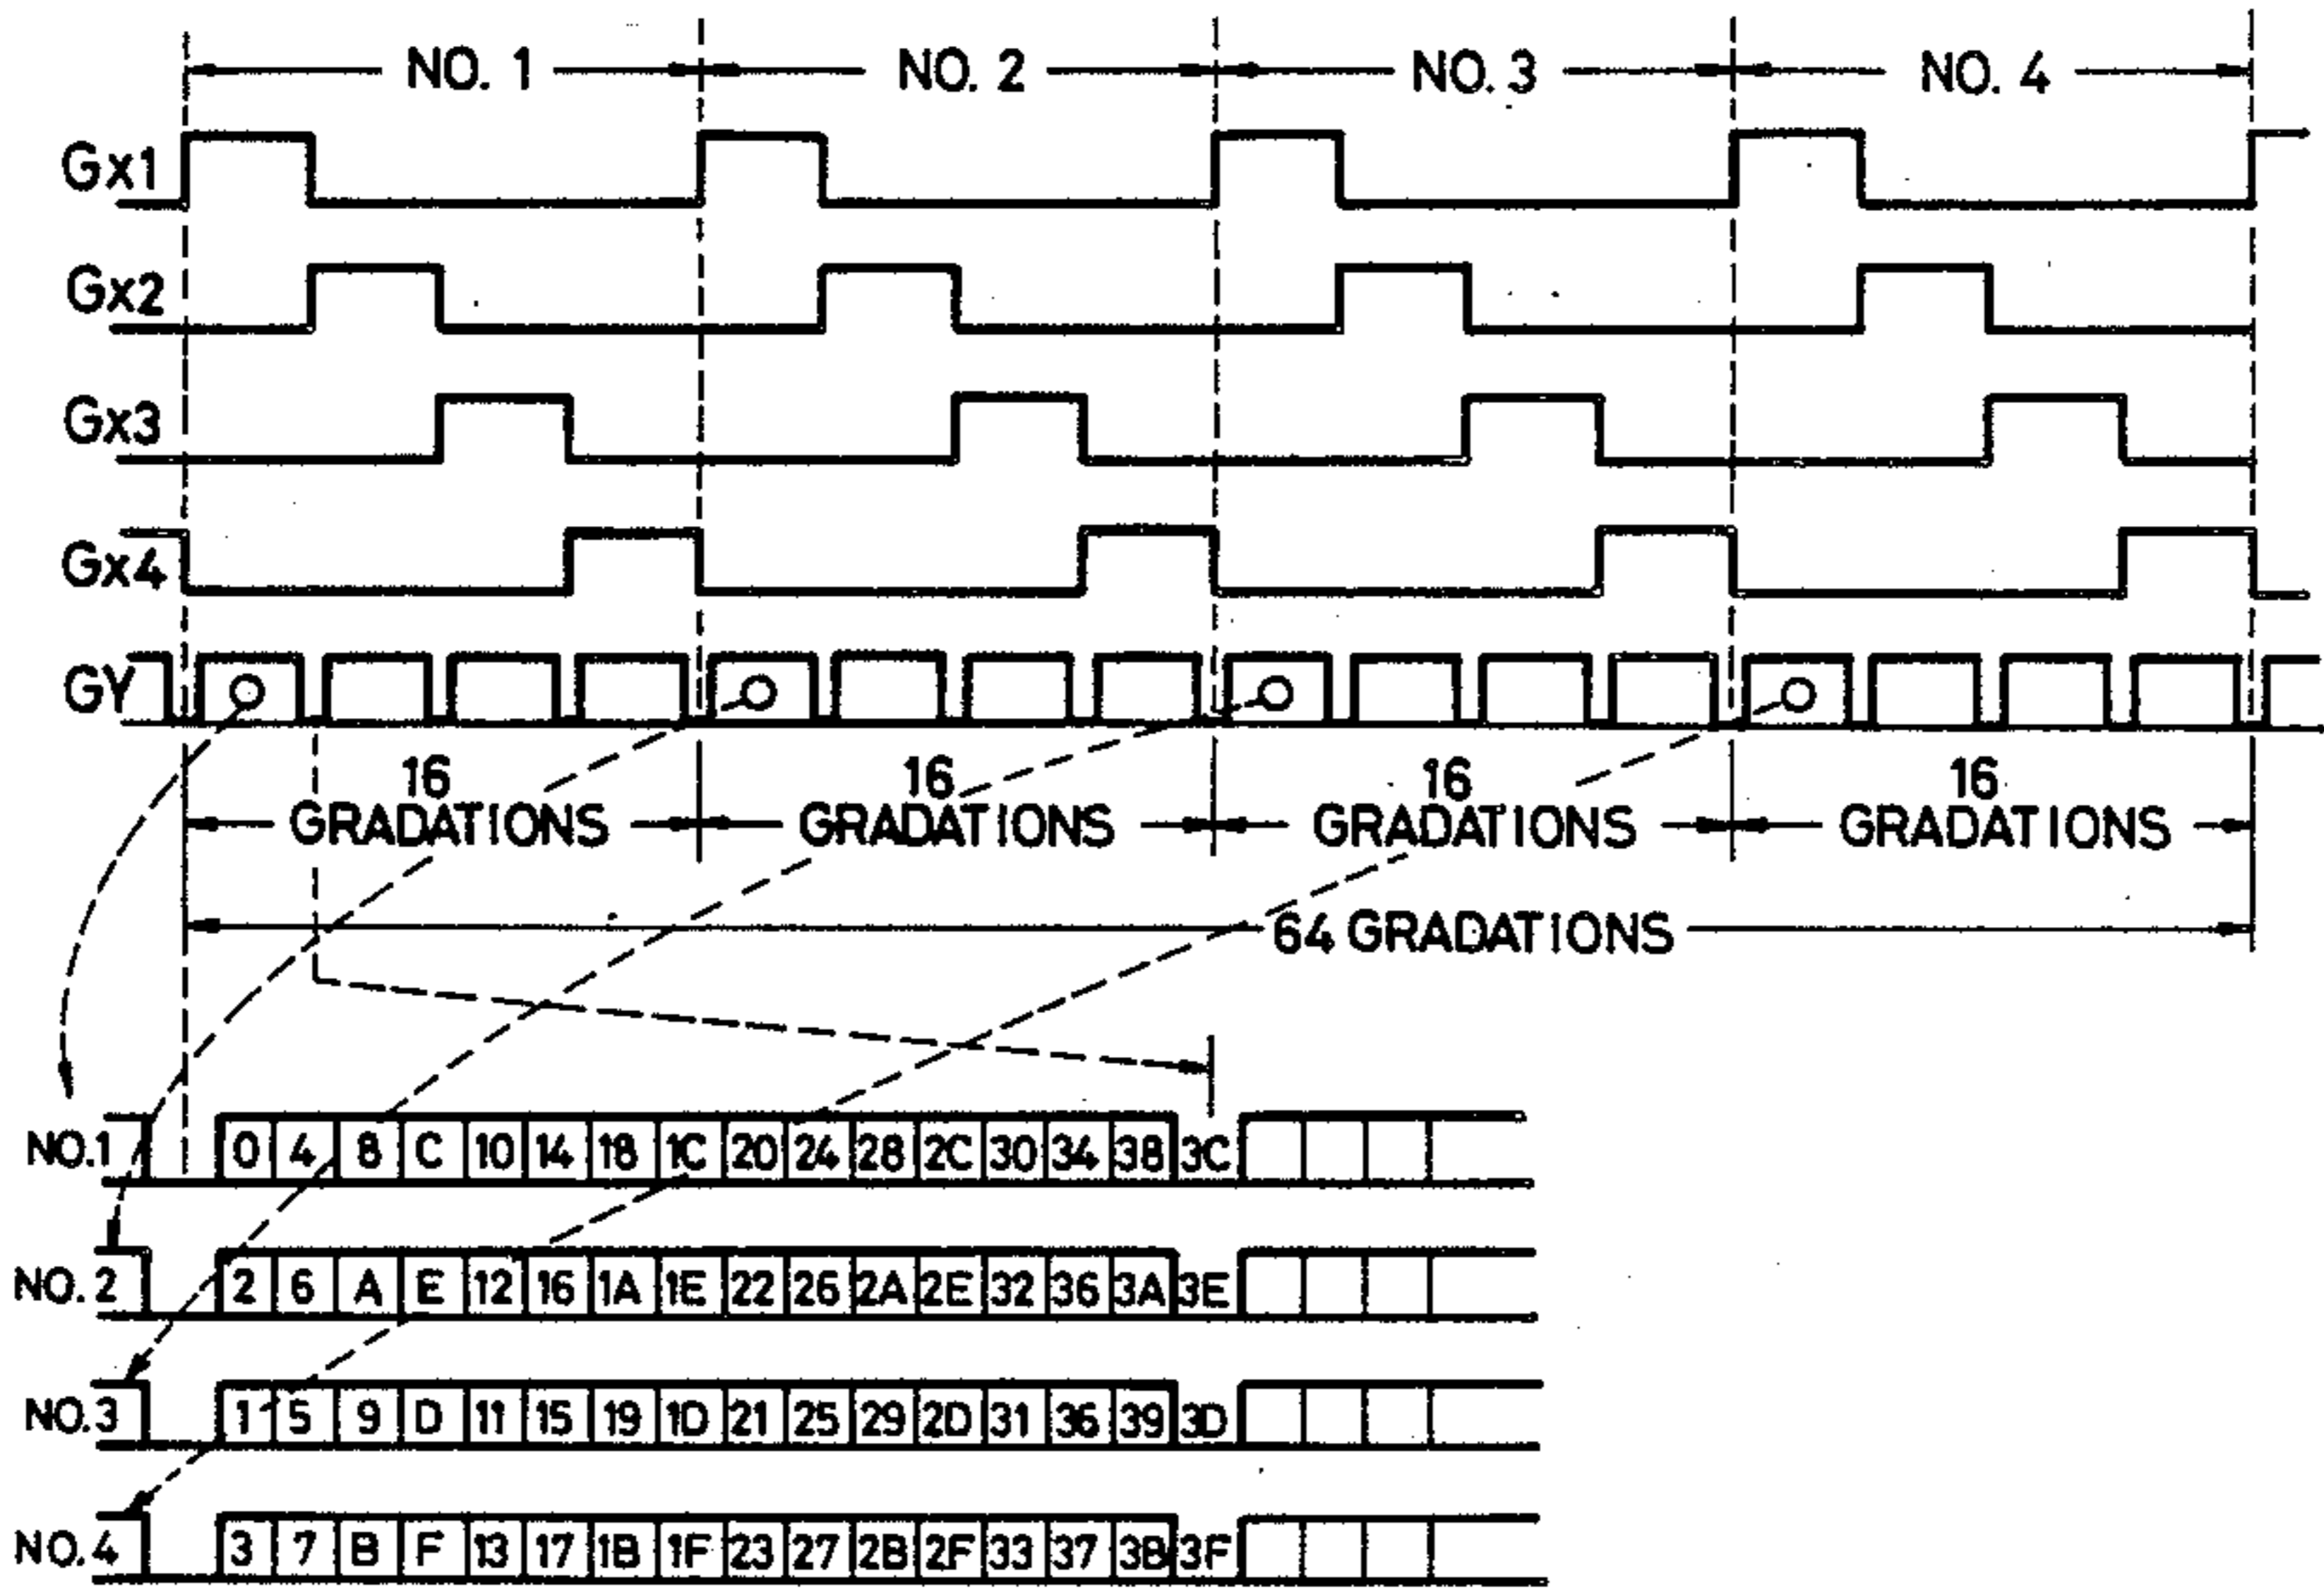 NO. 1 NO. 2 NO. 3 NO. 4
Gx1
Gx2
Gx3
Gx4
GY
16 16 16 16
GRADATIONS GRADATIONS GRADATIONS GRADATIONS
64 GRADATIONS
NO.1 0 4 8 C 10 14 18 1C 20 24 28 2C 30 34 38 3C
NO. 2 2 6 A E 12 16 1A 1E 22 26 2A 2E 32 36 3A 3E
NO.3 1 5 9 D 11 15 19 1D 21 25 29 2D 31 36 39 3D
NO.4 3 7 B F 13 17 1B 1F 23 27 2B 2F 33 37 3B 3F